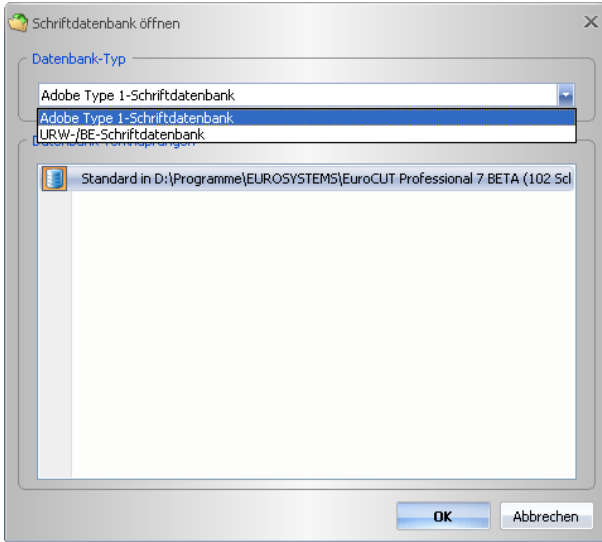 Schriftdatenbank öffnen
Datenbank-Typ
Adobe Type 1-Schriftdatenbank
Adobe Type 1-Schriftdatenbank
URW-/BE-Schriftdatenbank
Standard in D:\Programme\EUROSYSTEMS\EuroCUT Professional 7 BETA (102 Scl
OK
Abbrechen